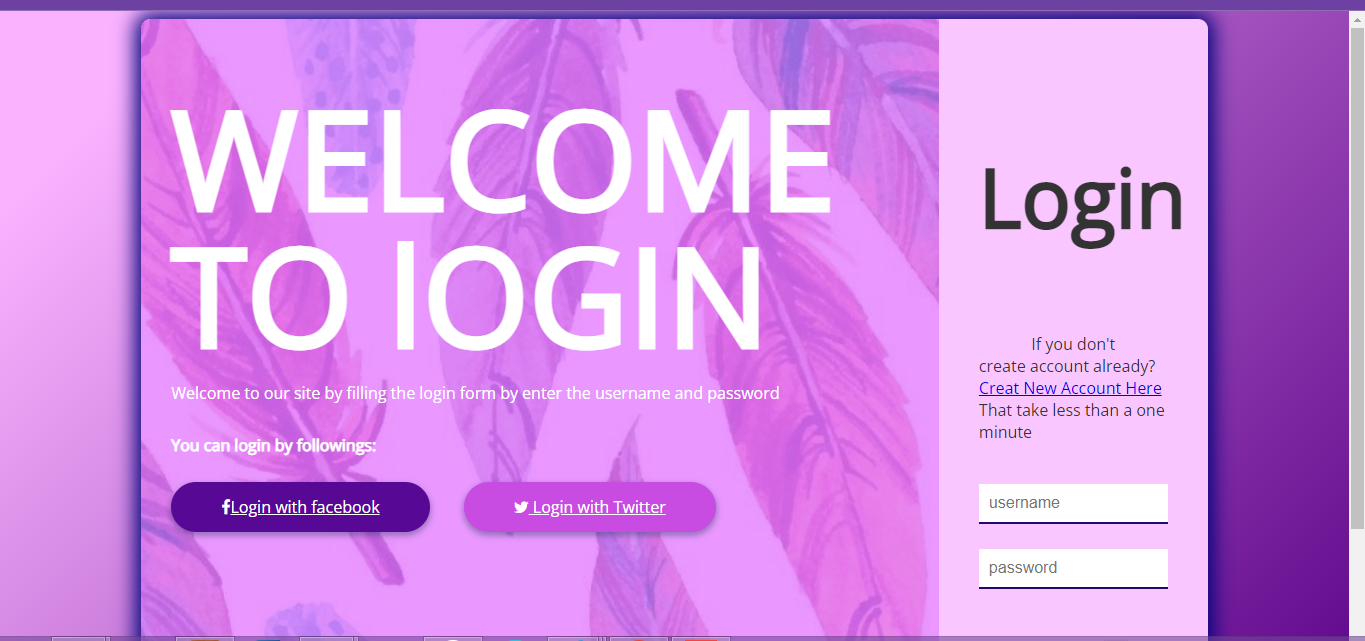 WELCOME
TO lOGIN
Welcome to our site by filling the login form by enter the username and password
You can login by followings:
Login with facebook
Login with Twitter
Login
If you don't
create account already?
Creat New Account Here
That take less than a one
minute
username
password